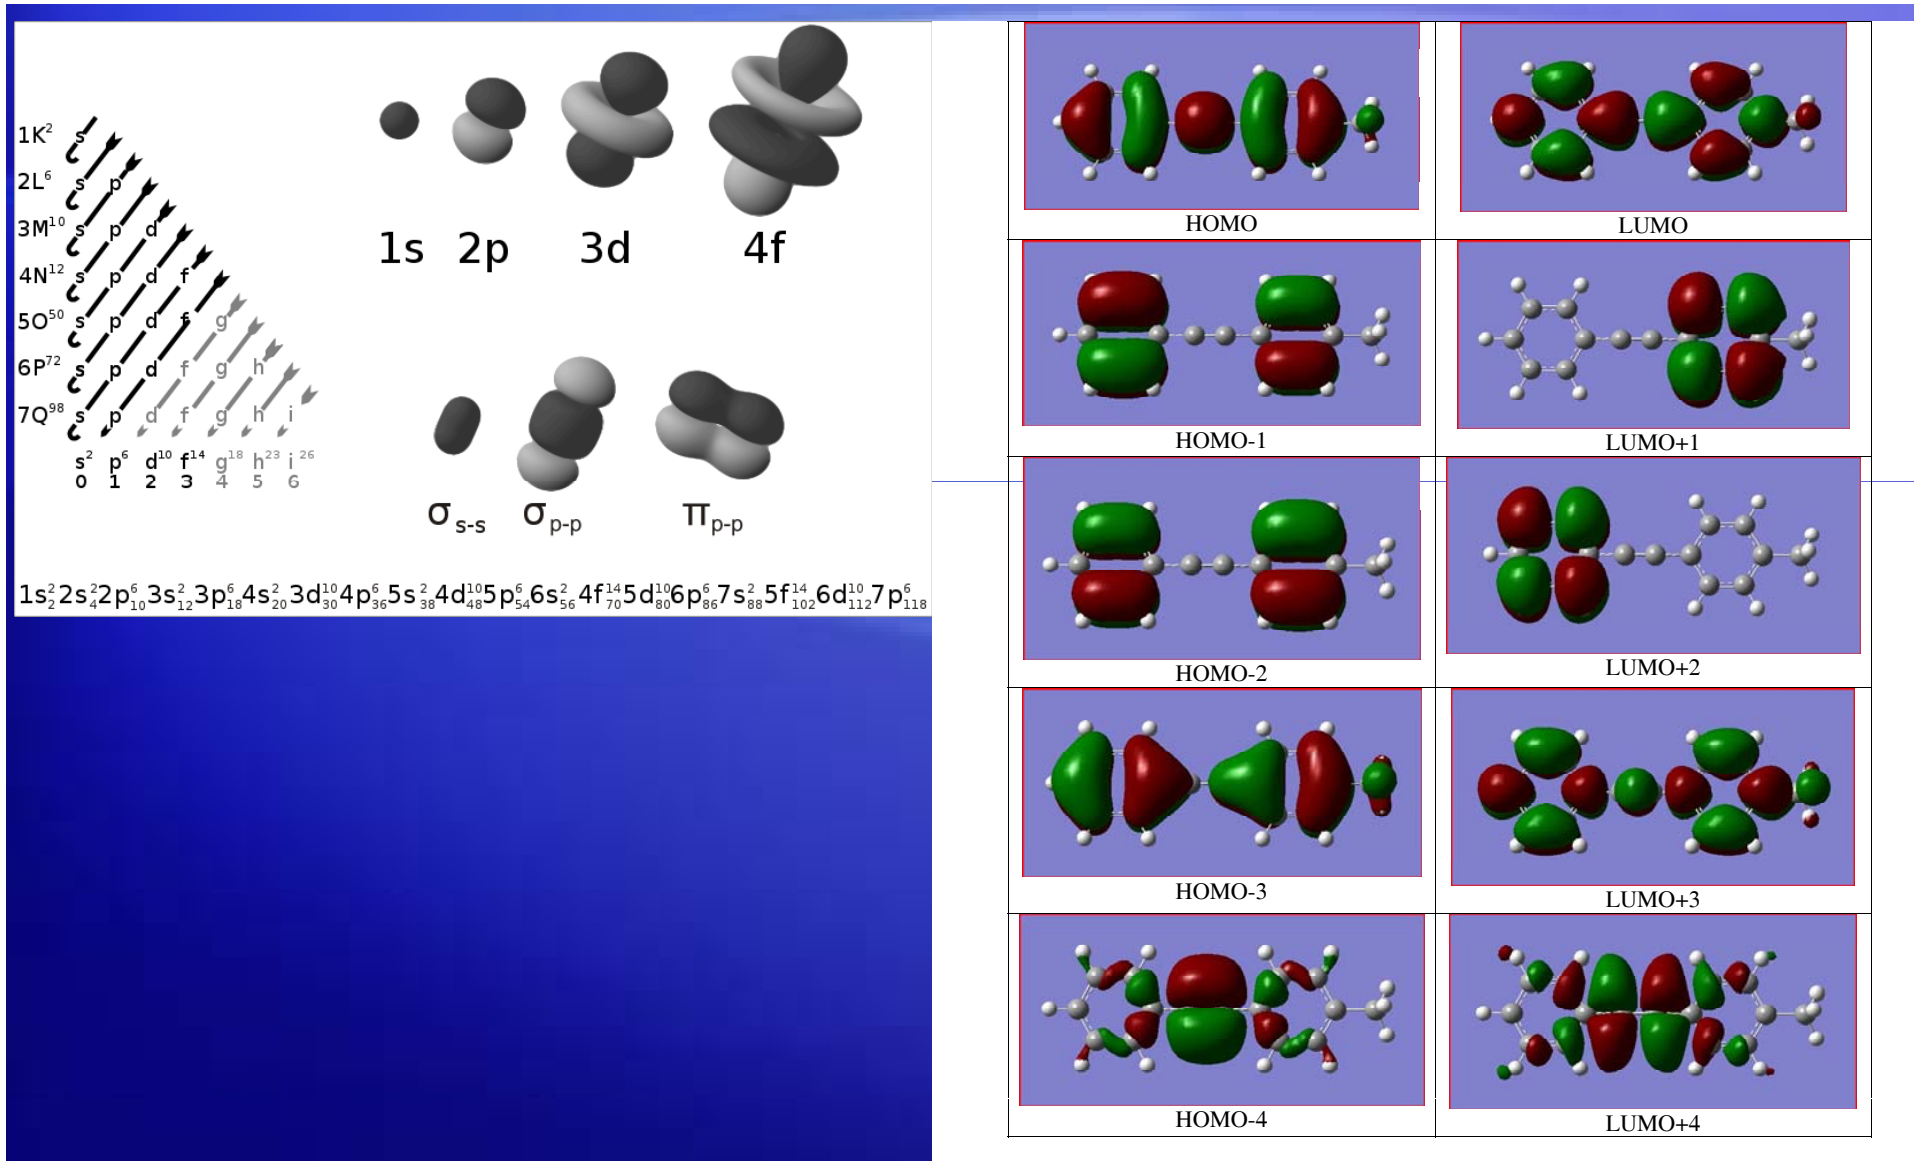 1K² s
2L⁶ s p
3M¹⁰ s p d
4N¹² s p d f
5O⁵⁰ s p d f g
6P⁷² s p d f g h
7Q⁹⁸ s p d f g h i
s² p⁶ d¹⁰ f¹⁴ g¹⁸ h²³ i²⁶
0 1 2 3 4 5 6
1s 2p 3d 4f
σs-s σp-p πp-p
1s²₂2s²₄2p⁶₁₀3s²₁₂3p⁶₁₈4s²₂₀3d¹⁰₃₀4p⁶₃₆5s²₃₈4d¹⁰₄₈5p⁶₅₄6s²₅₆4f¹⁴₇₀5d¹⁰₈₀6p⁶₈₆7s²₈₈5f¹⁴₁₀₂6d¹⁰₁₁₂7p⁶₁₁₈
HOMO LUMO
HOMO-1 LUMO+1
HOMO-2 LUMO+2
HOMO-3 LUMO+3
HOMO-4 LUMO+4